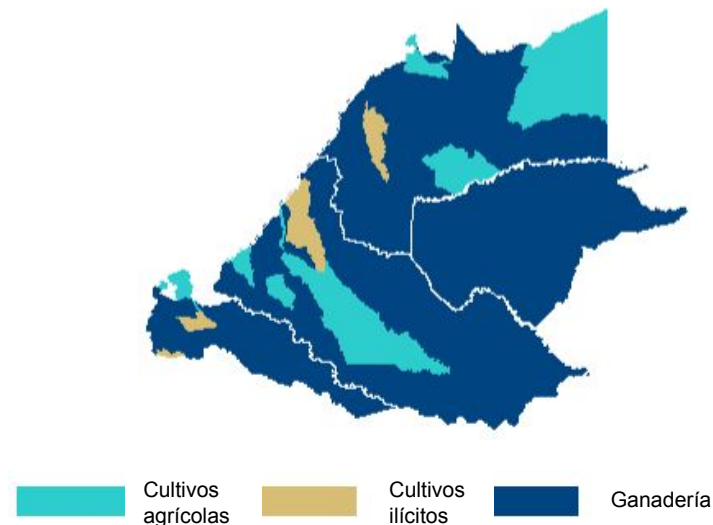 Cultivos
agrícolas
Cultivos
ilícitos
Ganadería